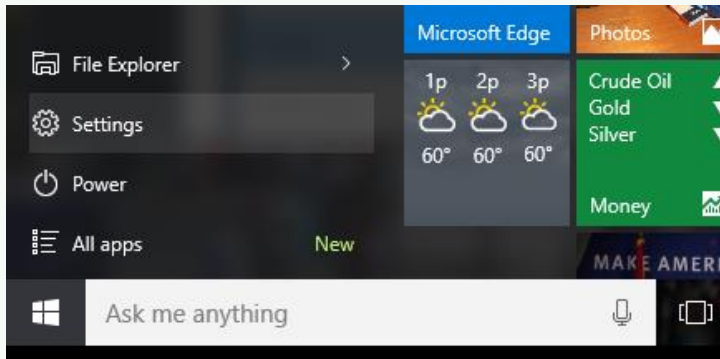 File Explorer
Settings
Power
All apps New
Microsoft Edge
1p 2p 3p
60° 60° 60°
Photos
Crude Oil
Gold
Silver
Money
MAKE AMERI
Ask me anything